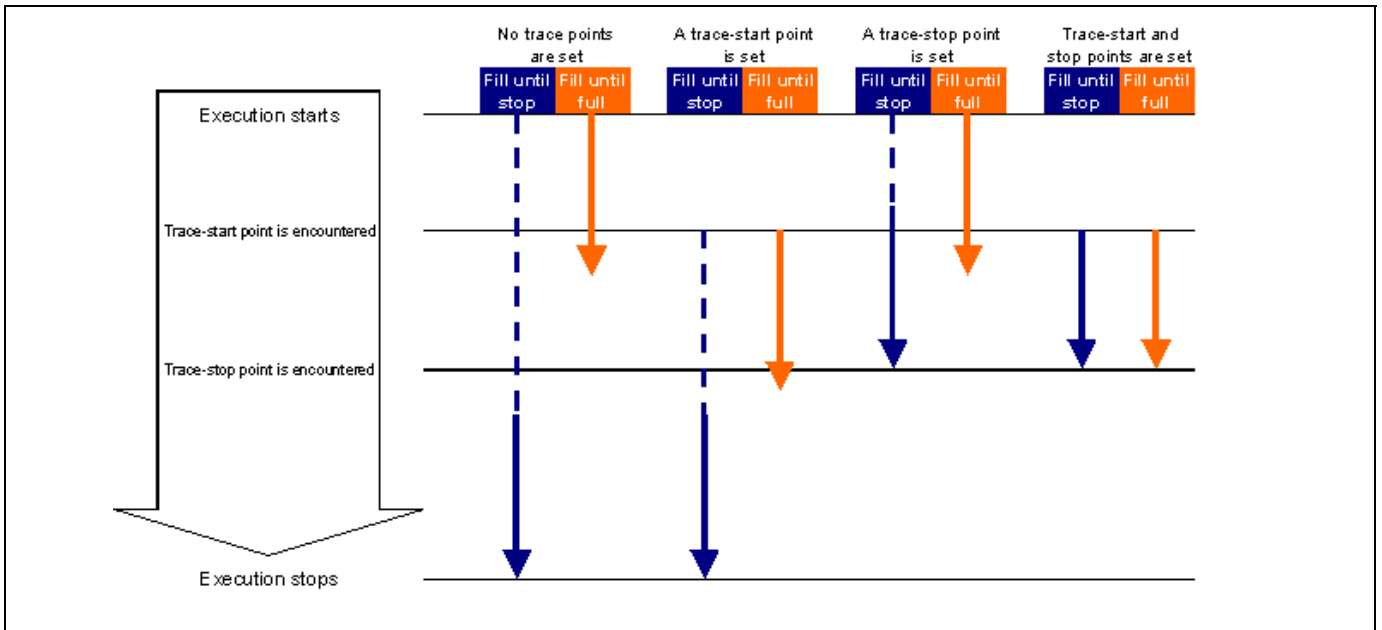 No trace points
are set
A trace-start point
is set
A trace-stop point
is set
Trace-start and
stop points are set
Fill until
stop
Fill until
full
Fill until
stop
Fill until
full
Fill until
stop
Fill until
full
Fill until
stop
Fill until
full
Execution starts
Trace-start point is encountered
Trace-stop point is encountered
Execution stops